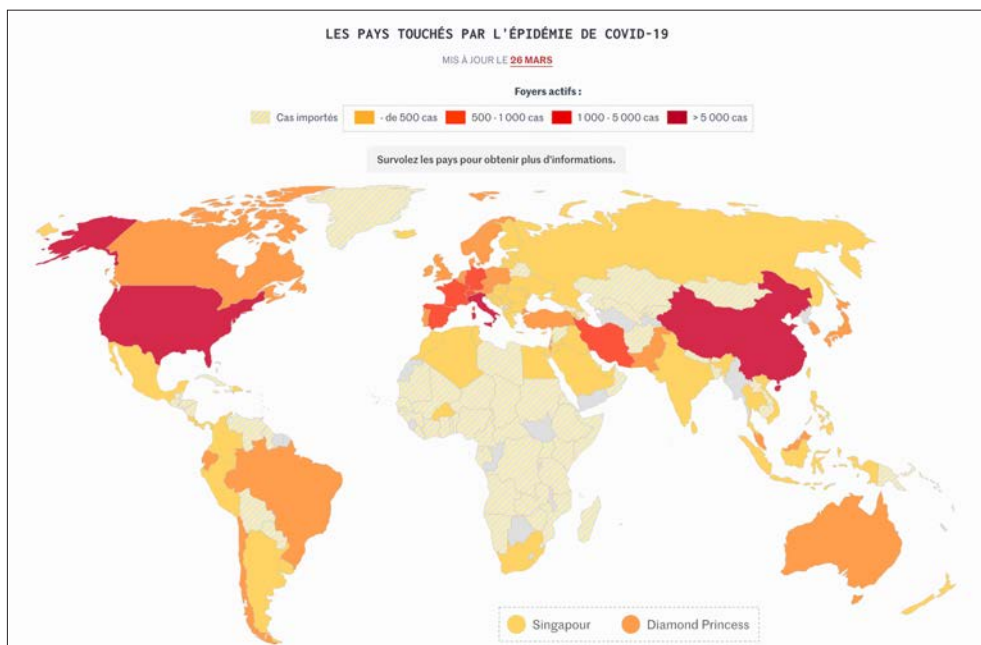 LES PAYS TOUCHÉS PAR L'ÉPIDÉMIE DE COVID-19
MIS À JOUR LE 26 MARS
Foyers actifs :
Cas importés - de 500 cas 500 - 1 000 cas 1 000 - 5 000 cas > 5 000 cas
Survolez les pays pour obtenir plus d'informations.
Singapour Diamond Princess